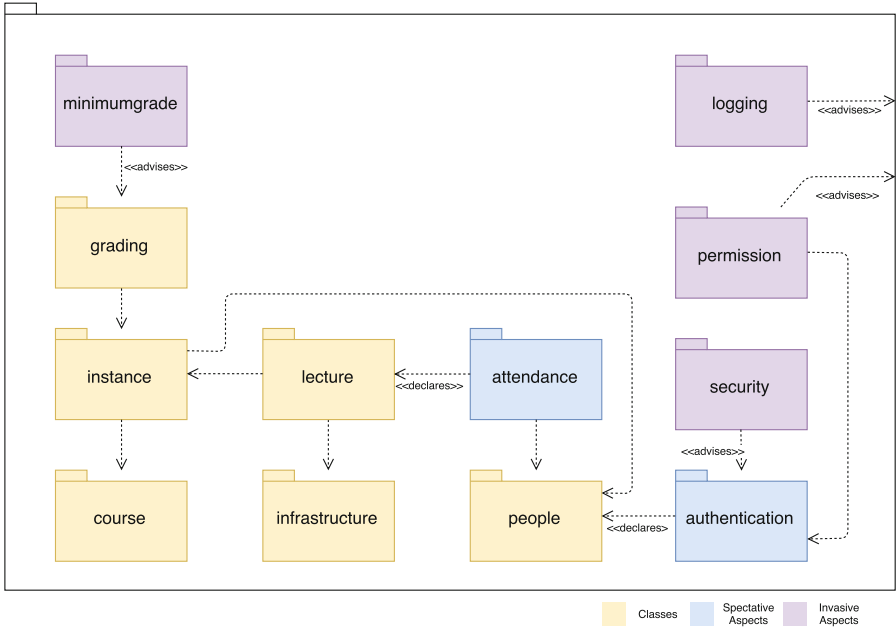 minimumgrade
logging
<<advises>>
<<advises>>
<<advises>>
grading
permission
instance
lecture
<<declares>>
attendance
security
<<advises>>
course
infrastructure
people
<<declares>
authentication
Classes
Spectative
Aspects
Invasive
Aspects